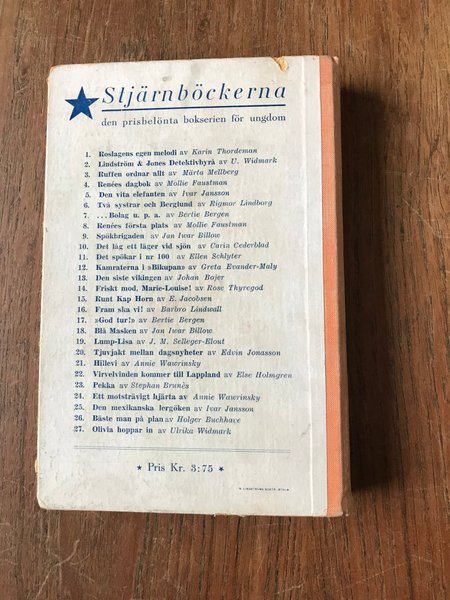 Stjärnböckerna
den prisbelönta bokserien för ungdom
1. Roslagens egen melodi av Karin Thordeman
2. Lindström & Jones Detektivbyrå av U. Widmark
3. Ruffen ordnar allt av Märta Mellberg
4. Renées dagbok av Mollie Faustman
5. Den vita elefanten av Ivar Jansson
6. Två systrar och Berglund av Rigmor Lindborg
7. ...Bolag u. p. a. av Bertie Bergen
8. Renées första plats av Mollie Faustman
9. Spökbrigaden av Jan Iwar Billow
10. Det låg ett läger vid sjön av Caria Cederblad
11. Det spökar i nr 100 av Ellen Schlyter
12. Kamraterna i »Bikupan» av Greta Evander-Maly
13. Den siste vikingen av Johan Bojer
14. Friskt mod, Marie-Louise! av Rose Thyregod
15. Runt Kap Horn av E. Jacobsen
16. Fram ska vi! av Barbro Lindwall
17. »God tur!» av Bertie Bergen
18. Blå Masken av Jan Iwar Billow
19. Lump-Lisa av J. M. Selleger-Elout
20. Tjuvjakt mellan dagsnyheter av Edvin Jonasson
21. Hillevi av Annie Wawrinsky
22. Virvelvinden kommer till Lappland av Else Holmgren
23. Pekka av Stephan Brunès
24. Ett motsträvigt hjärta av Annie Wawrinsky
25. Den mexikanska lergöken av Ivar Jansson
26. Bäste man på plan av Holger Buchhave
27. Olivia hoppar in av Ulrika Widmark
Pris Kr. 3:75